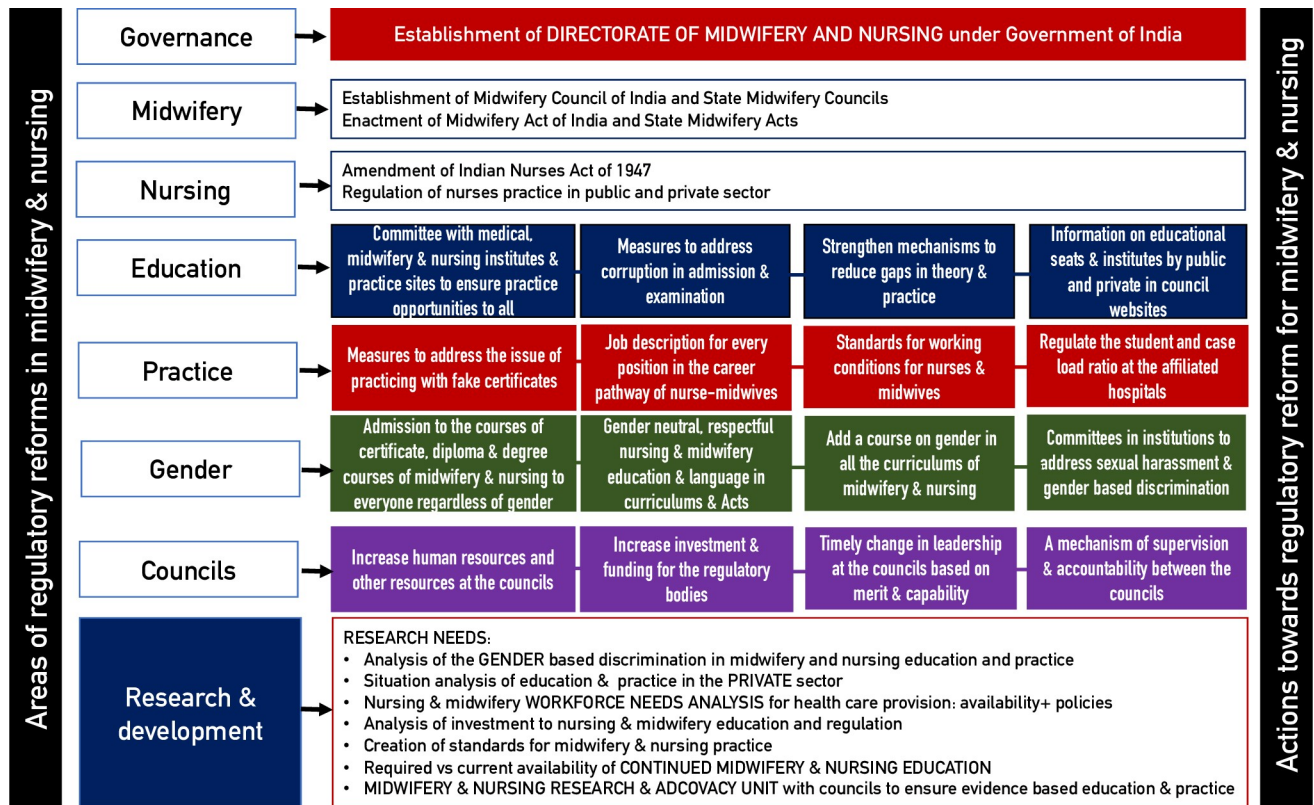 Areas of regulatory reforms in midwifery & nursing
Governance
Establishment of DIRECTORATE OF MIDWIFERY AND NURSING under Government of India
Midwifery
Establishment of Midwifery Council of India and State Midwifery Councils
Enactment of Midwifery Act of India and State Midwifery Acts
Nursing
Amendment of Indian Nurses Act of 1947
Regulation of nurses practice in public and private sector
Education
Committee with medical,
midwifery & nursing institutes &
practice sites to ensure practice
opportunities to all
Measures to address
corruption in admission &
examination
Strengthen mechanisms to
reduce gaps in theory &
practice
Information on educational
seats & institutes by public
and private in council
websites
Practice
Measures to address the issue of
practicing with fake certificates
Job description for every
position in the career
pathway of nurse-midwives
Standards for working
conditions for nurses &
midwives
Regulate the student and case
load ratio at the affiliated
hospitals
Gender
Admission to the courses of
certificate, diploma & degree
courses of midwifery & nursing to
everyone regardless of gender
Gender neutral, respectful
nursing & midwifery
education & language in
curriculums & Acts
Add a course on gender in
all the curriculums of
midwifery & nursing
Committees in institutions to
address sexual harassment &
gender based discrimination
Councils
Increase human resources and
other resources at the councils
Increase investment &
funding for the regulatory
bodies
Timely change in leadership
at the councils based on
merit & capability
A mechanism of supervision
& accountability between the
councils
Research &
development
RESEARCH NEEDS:
• Analysis of the GENDER based discrimination in midwifery and nursing education and practice
• Situation analysis of education & practice in the PRIVATE sector
• Nursing & midwifery WORKFORCE NEEDS ANALYSIS for health care provision: availability+ policies
• Analysis of investment to nursing & midwifery education and regulation
• Creation of standards for midwifery & nursing practice
• Required vs current availability of CONTINUED MIDWIFERY & NURSING EDUCATION
• MIDWIFERY & NURSING RESEARCH & ADCOVACY UNIT with councils to ensure evidence based education & practice
Actions towards regulatory reform for midwifery & nursing